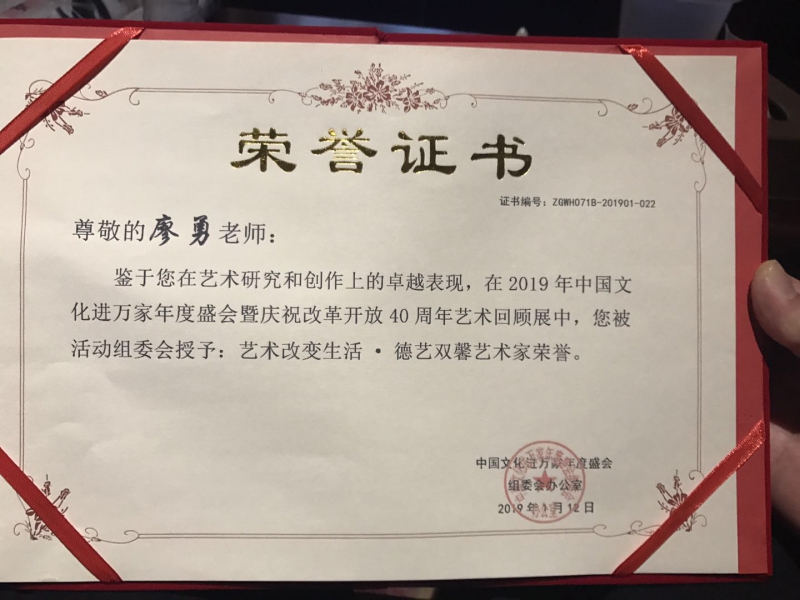 荣誉证书
证书编号：ZGWH071B-201901-022
尊敬的廖勇老师：
鉴于您在艺术研究和创作上的卓越表现，在 2019 年中国文
化进万家年度盛会暨庆祝改革开放 40 周年艺术回顾展中，您被
活动组委会授予：艺术改变生活·德艺双馨艺术家荣誉。
中国文化进万家年度盛会
组委会办公室
2019 年 1 月 12 日